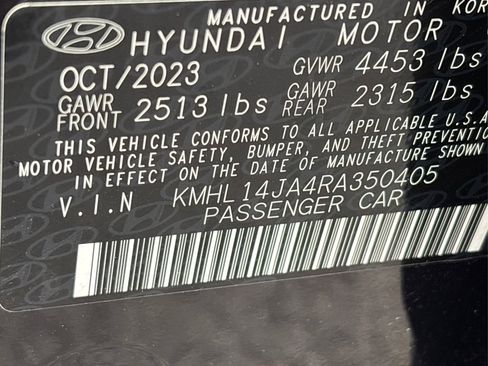 MANUFACTURED IN KOR
HYUNDAI MOTOR
OCT/2023 GVWR 4453 lbs
GAWR FRONT 2513 lbs GAWR REAR 2315 lbs
THIS VEHICLE CONFORMS TO ALL APPLICABLE U.S.A
MOTOR VEHICLE SAFETY, BUMPER, AND THEFT PREVENTION
IN EFFECT ON THE DATE OF MANUFACTURE SHOWN
V.I.N KMHL14JA4RA350405
PASSENGER CAR